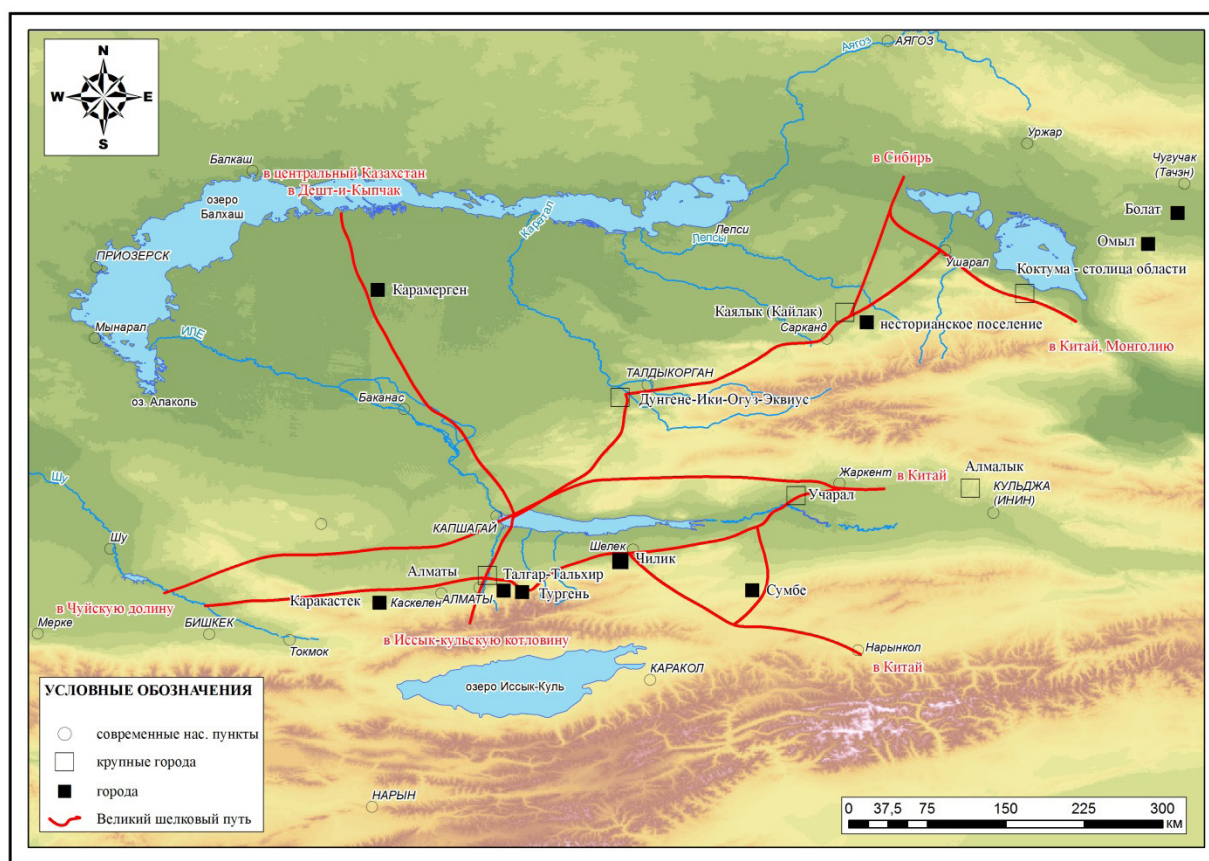 N
W E
S
Аягоз
АЯГОЗ
Уржар
Чугучак
(Тачэн)
Балкаш
в центральный Казахстан
в Дешт-и-Кыпчак
в Сибирь
озеро
Балхаш
Болат
Каратал
Лепси
Лепсы
Омыл
Ушарал
ПРИОЗЕРСК
Коктума - столица области
Карамерген
Каялык (Кайлак)
несторианское поселение
Сарканд
в Китай, Монголию
Мынарал
ИЛЕ
ТАЛДЫКОРГАН
оз. Алаколь
Дунгене-Ики-Огуз-Эквиус
Баканас
Жаркент
в Китай
Алмалык
КУЛЬДЖА
(ИНИН)
Шу
Учарал
КАПШАГАЙ
Шу
Шелек
Чилик
Алматы
Талгар-Тальхир
Каракастек
Каскелен
АЛМАТЫ
Тургень
Сумбе
в Чуйскую долину
Мерке
БИШКЕК
Токмок
в Иссык-кульскую котловину
Нарынкол
в Китай
КАРАКОЛ
озеро Иссык-Куль
УСЛОВНЫЕ ОБОЗНАЧЕНИЯ
современные нас. пункты
крупные города
города
Великий шелковый путь
НАРЫН
0 37,5 75 150 225 300
КМ